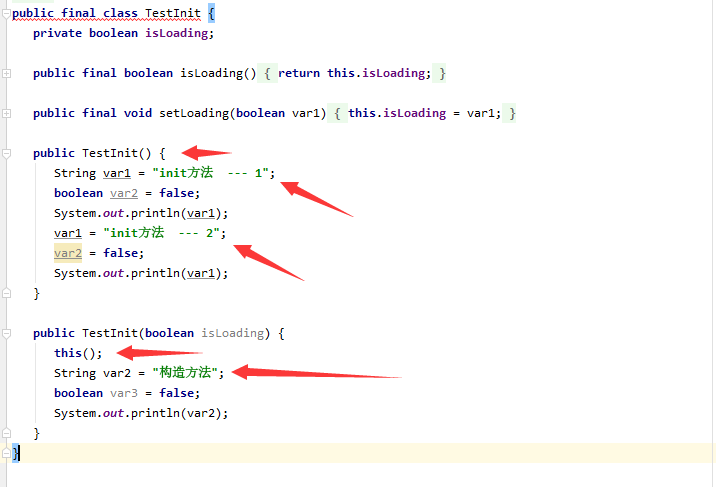 public final class TestInit {
private boolean isLoading;
public final boolean isLoading() { return this.isLoading; }
public final void setLoading(boolean var1) { this.isLoading = var1; }
public TestInit() {
String var1 = "init方法  --- 1";
boolean var2 = false;
System.out.println(var1);
var1 = "init方法  --- 2";
var2 = false;
System.out.println(var1);
}
public TestInit(boolean isLoading) {
this();
String var2 = "构造方法";
boolean var3 = false;
System.out.println(var2);
}
}